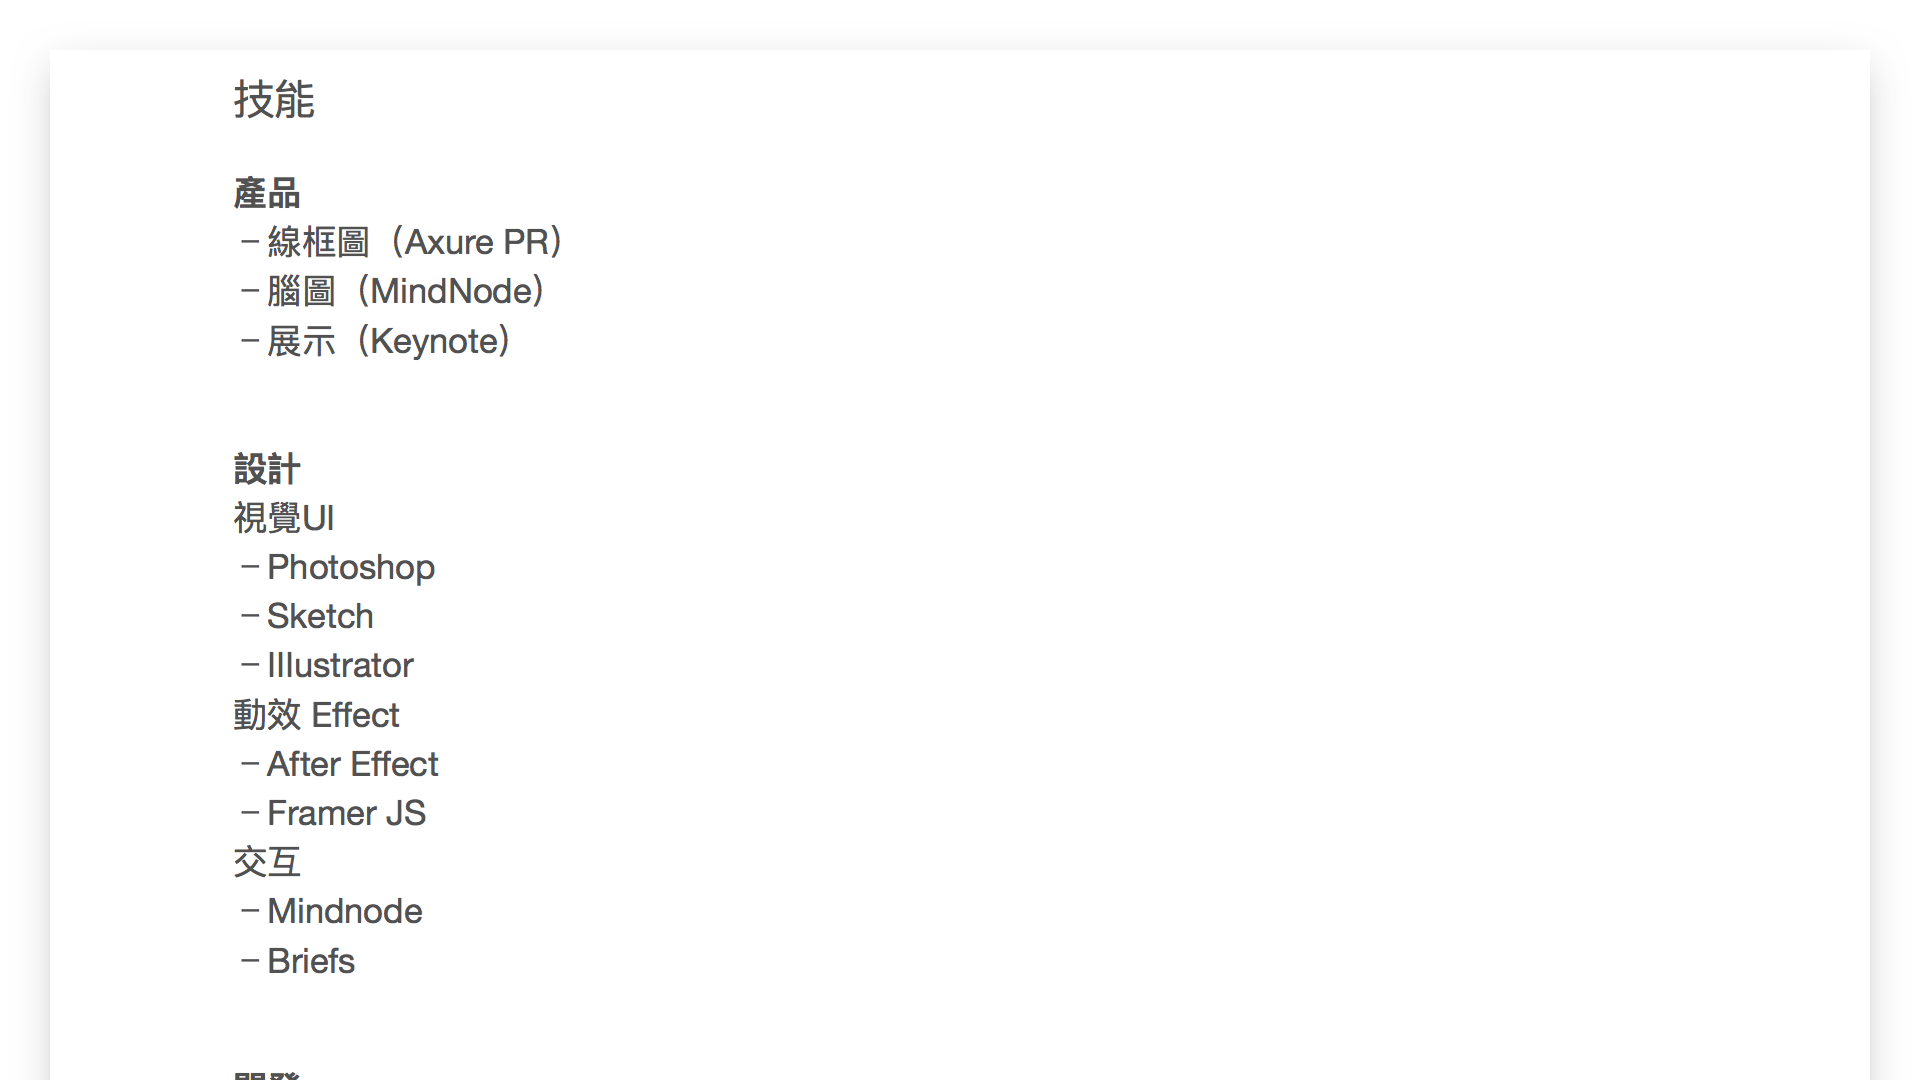 技能
產品
– 線框圖（Axure PR）
– 腦圖（MindNode）
– 展示（Keynote）
設計
視覺UI
– Photoshop
– Sketch
– Illustrator
動效 Effect
– After Effect
– Framer JS
交互
– Mindnode
– Briefs